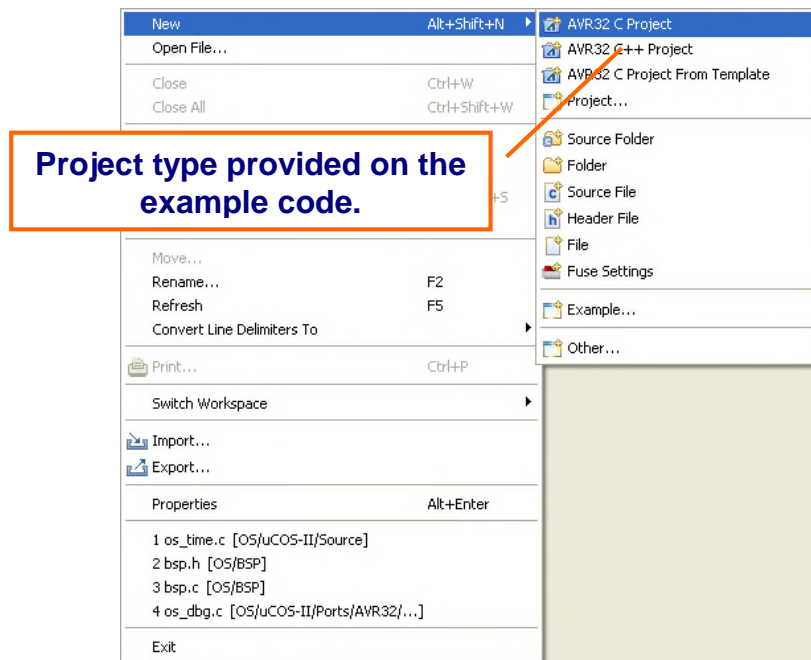 New Alt+Shift+N
Open File...
Close Ctrl+W
Close All Ctrl+Shift+W
Project type provided on the
example code.
+S
Move...
Rename... F2
Refresh F5
Convert Line Delimiters To
Print... Ctrl+P
Switch Workspace
Import...
Export...
Properties Alt+Enter
1 os_time.c [OS/uCOS-II/Source]
2 bsp.h [OS/BSP]
3 bsp.c [OS/BSP]
4 os_dbg.c [OS/uCOS-II/Ports/AVR32/...]
Exit
AVR32 C Project
AVR32 C++ Project
AVR32 C Project From Template
Project...
Source Folder
Folder
Source File
Header File
File
Fuse Settings
Example...
Other...